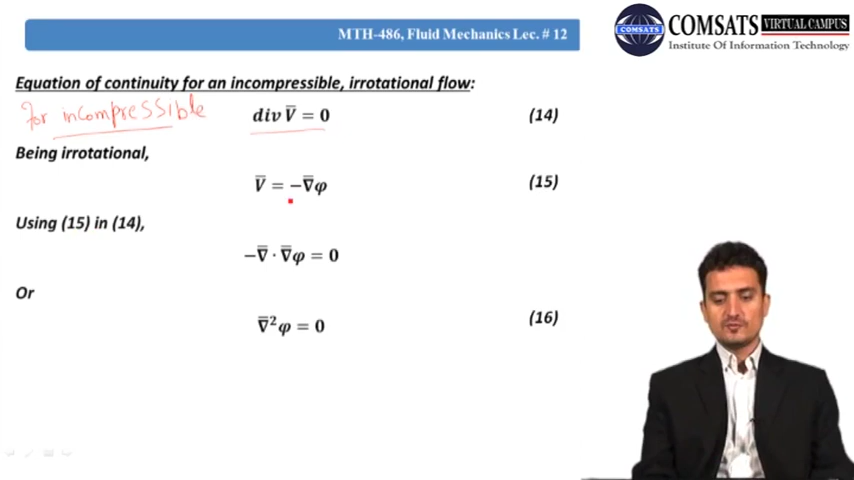 MTH-486, Fluid Mechanics Lec. # 12
COMSATS
COMSATS VIRTUAL CAMPUS
Institute Of Information Technology
Equation of continuity for an incompressible, irrotational flow:
For incompressible
div V̅ = 0 (14)
Being irrotational,
V̅ = −∇̅φ (15)
Using (15) in (14),
−∇̅ · ∇̅φ = 0
Or
∇̅²φ = 0 (16)